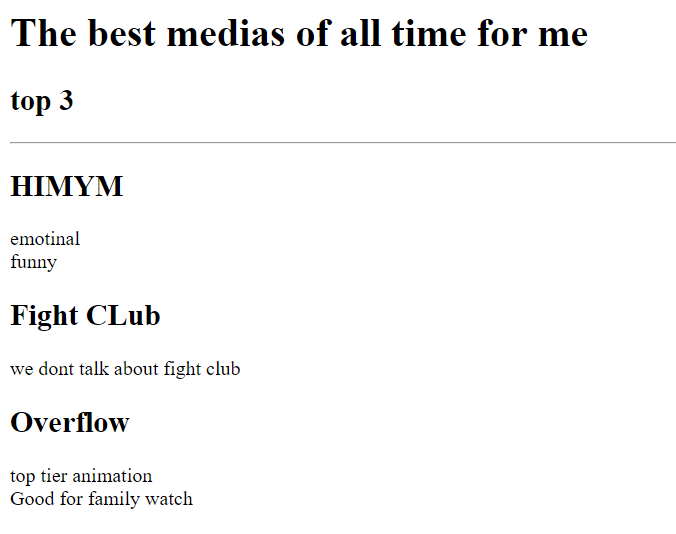 The best medias of all time for me
top 3
HIMYM
emotinal
funny
Fight CLub
we dont talk about fight club
Overflow
top tier animation
Good for family watch